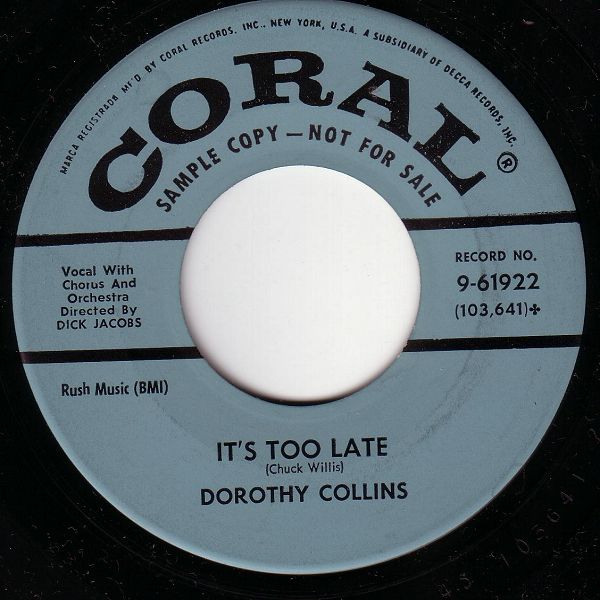 MARCA REGISTRADA MF'D BY CORAL RECORDS, INC., NEW YORK, U.S.A. A SUBSIDIARY OF DECCA RECORDS, INC.
CORAL®
SAMPLE COPY — NOT FOR SALE
Vocal With
Chorus And
Orchestra
Directed By
DICK JACOBS
RECORD NO.
9-61922
(103,641)✤
Rush Music (BMI)
IT'S TOO LATE
(Chuck Willis)
DOROTHY COLLINS